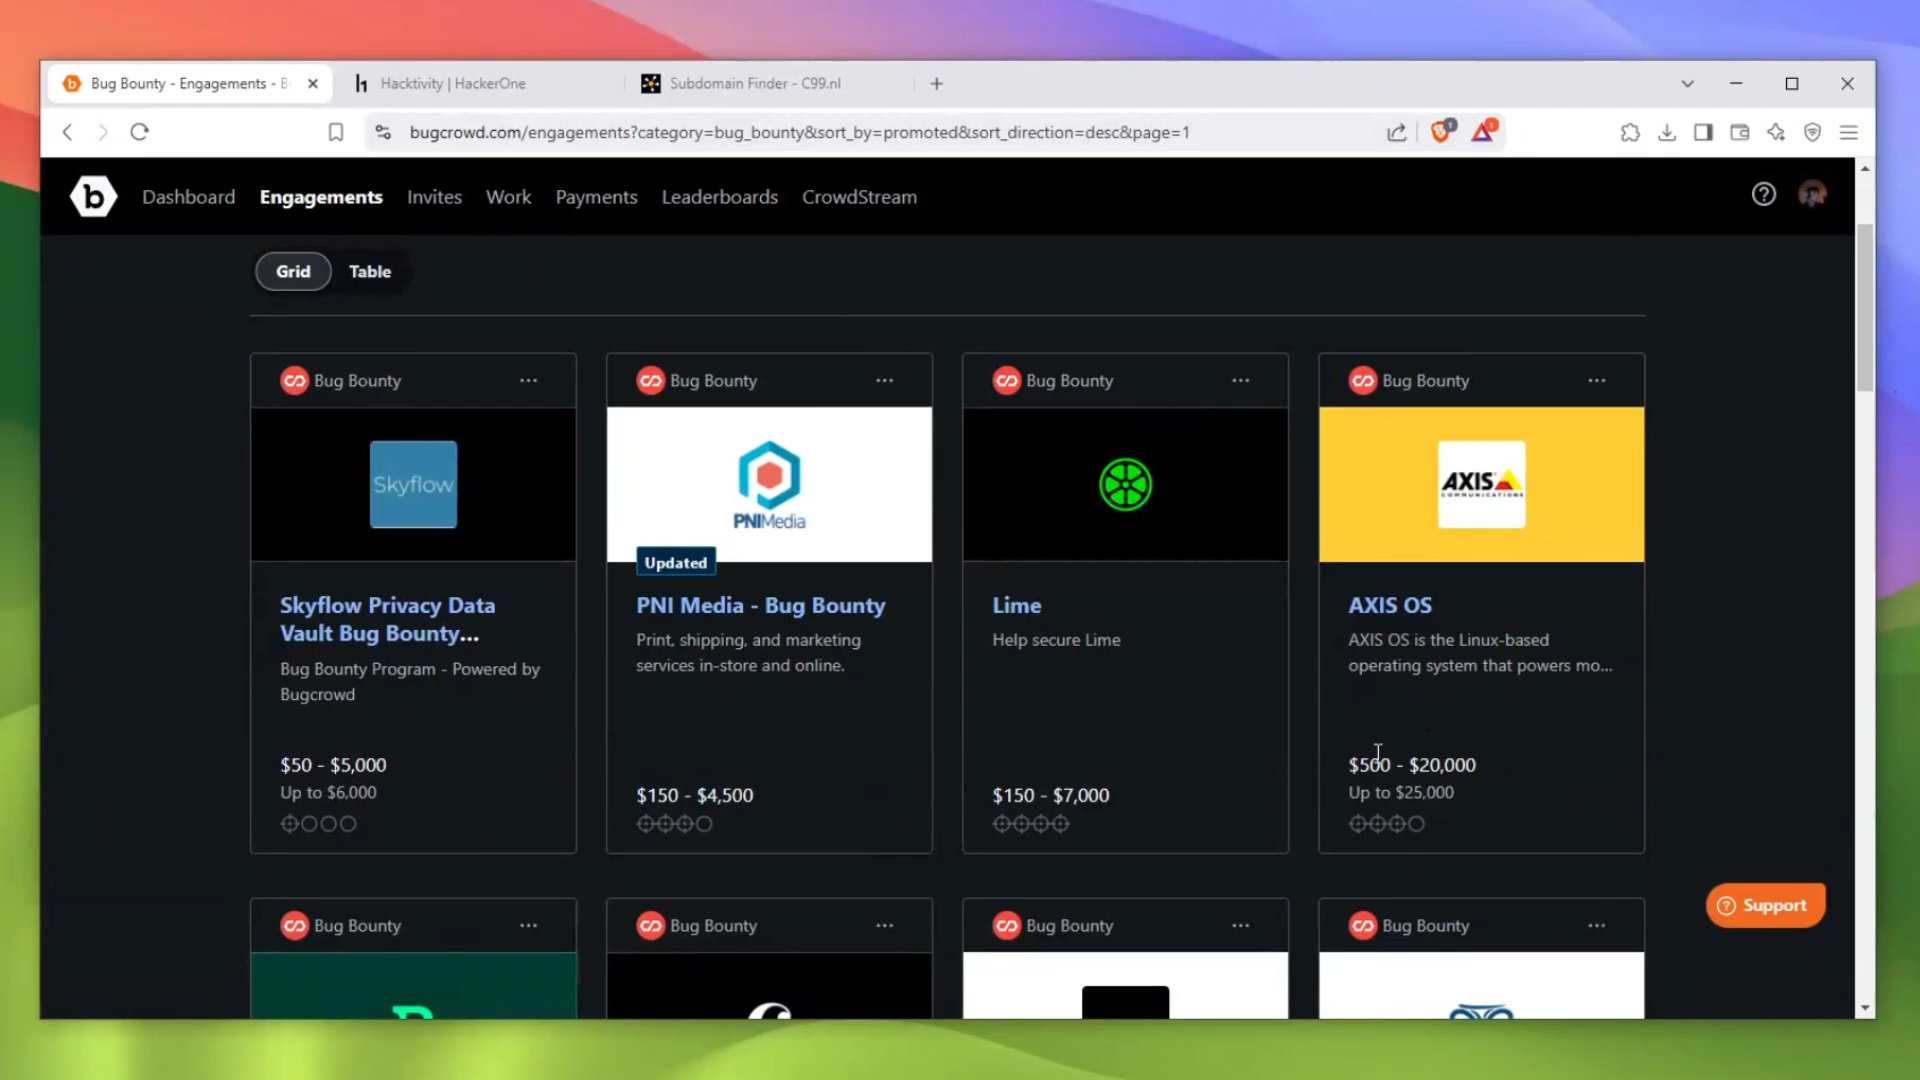 Bug Bounty - Engagements - B
Hacktivity | HackerOne
Subdomain Finder - C99.nl
bugcrowd.com/engagements?category=bug_bounty&sort_by=promoted&sort_direction=desc&page=1
1
1
b
Dashboard
Engagements
Invites
Work
Payments
Leaderboards
CrowdStream
Grid
Table
Bug Bounty
Bug Bounty
Bug Bounty
Bug Bounty
Skyflow
PNIMedia
AXIS
COMMUNICATIONS
Updated
Skyflow Privacy Data
Vault Bug Bounty...
Bug Bounty Program - Powered by
Bugcrowd
$50 - $5,000
Up to $6,000
PNI Media - Bug Bounty
Print, shipping, and marketing
services in-store and online.
$150 - $4,500
Lime
Help secure Lime
$150 - $7,000
AXIS OS
AXIS OS is the Linux-based
operating system that powers mo...
$500 - $20,000
Up to $25,000
Support
Bug Bounty
Bug Bounty
Bug Bounty
Bug Bounty